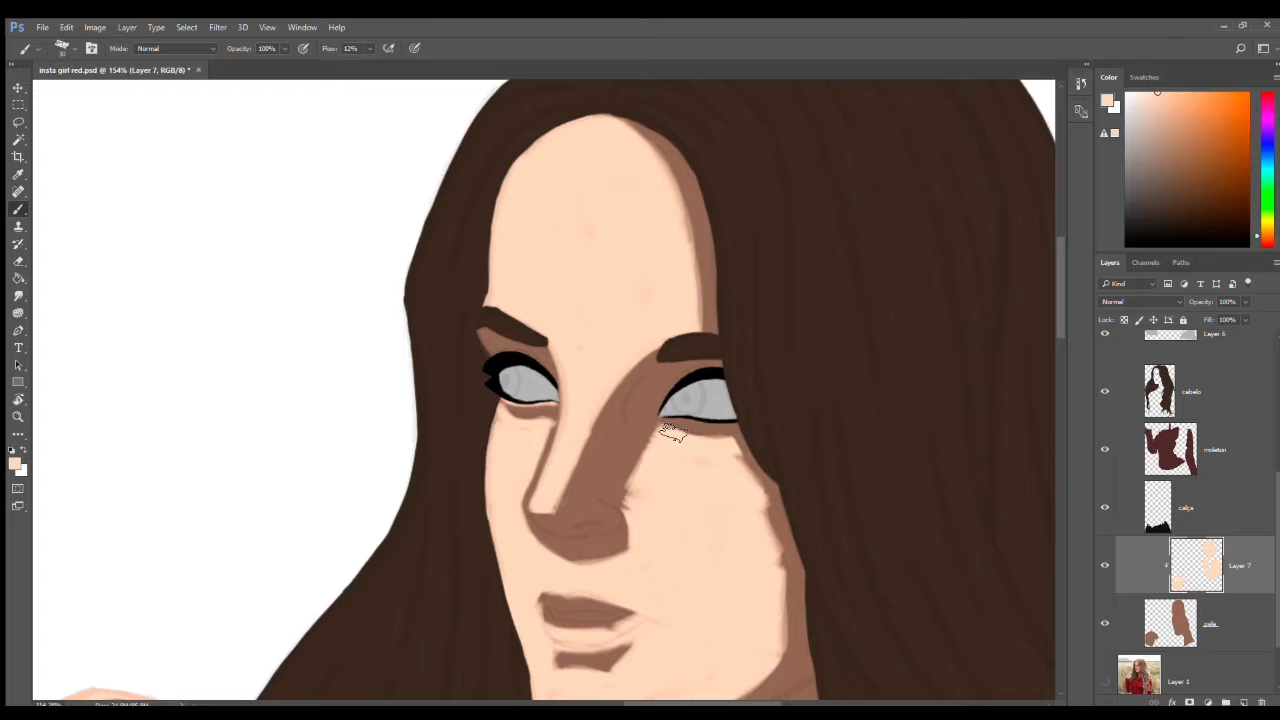 Ps File Edit Image Layer Type Select Filter 3D View Window Help
Mode: Normal Opacity: 100% Flow: 12%
insta girl red.psd @ 154% (Layer 7, RGB/8) *
Color Swatches
Layers Channels Paths
Kind
Normal Opacity: 100%
Lock: Fill: 100%
Layer 6
cabelo
moleton
calça
Layer 7
pele
Layer 1